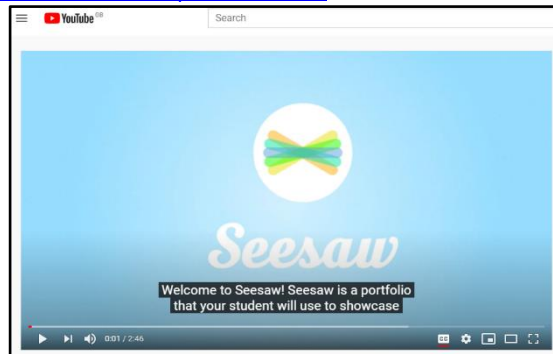 YouTube GB
Search
Seesaw
Welcome to Seesaw! Seesaw is a portfolio
that your student will use to showcase
0:01 / 2:46
CC